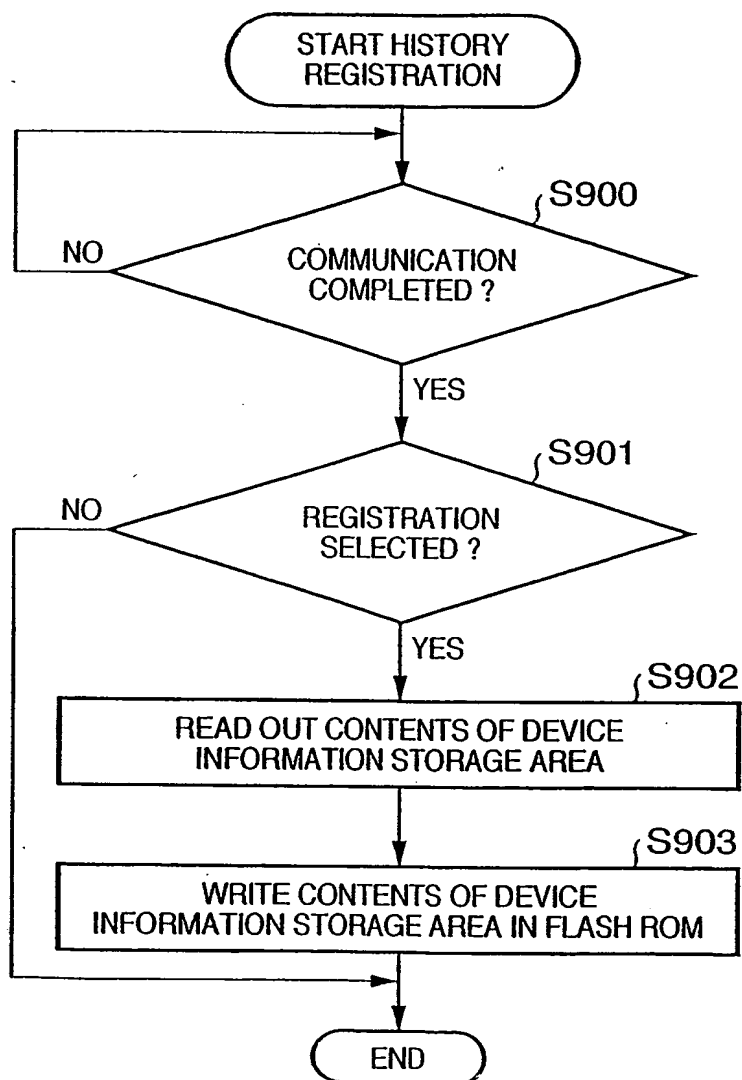 START HISTORY
REGISTRATION
S900
NO
COMMUNICATION
COMPLETED ?
YES
S901
NO
REGISTRATION
SELECTED ?
YES
S902
READ OUT CONTENTS OF DEVICE
INFORMATION STORAGE AREA
S903
WRITE CONTENTS OF DEVICE
INFORMATION STORAGE AREA IN FLASH ROM
END